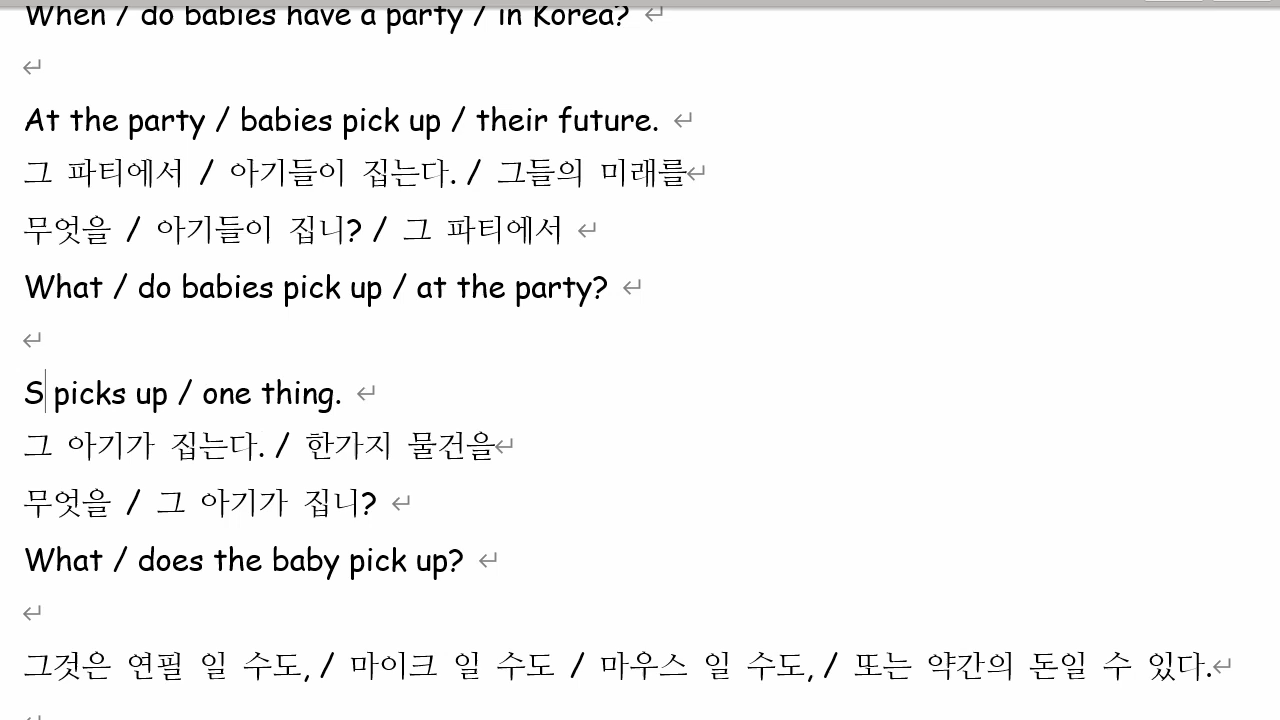 When / do babies have a party / in Korea? ↵
↵
At the party / babies pick up / their future. ↵
그 파티에서 / 아기들이 집는다. / 그들의 미래를↵
무엇을 / 아기들이 집니? / 그 파티에서 ↵
What / do babies pick up / at the party? ↵
↵
S picks up / one thing. ↵
그 아기가 집는다. / 한가지 물건을↵
무엇을 / 그 아기가 집니? ↵
What / does the baby pick up? ↵
↵
그것은 연필 일 수도, / 마이크 일 수도 / 마우스 일 수도, / 또는 약간의 돈일 수 있다.↵